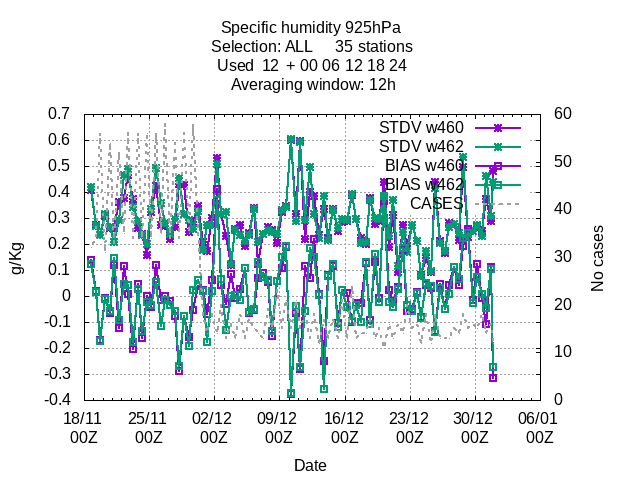 Specific humidity 925hPa
Selection: ALL 35 stations
Used 12 + 00 06 12 18 24
Averaging window: 12h
STDV w460
STDV w462
BIAS w460
BIAS w462
CASES
0.7
0.6
0.5
0.4
0.3
0.2
0.1
0
-0.1
-0.2
-0.3
-0.4
g/Kg
60
50
40
30
20
10
0
No cases
18/11 25/11 02/12 09/12 16/12 23/12 30/12 06/01
00Z 00Z 00Z 00Z 00Z 00Z 00Z 00Z
Date